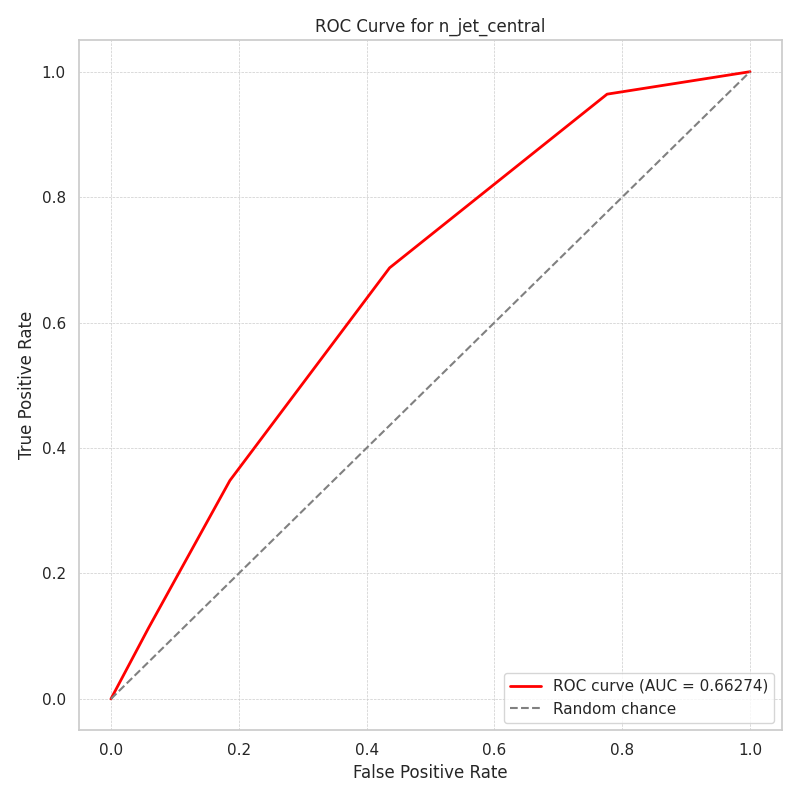 ROC Curve for n_jet_central
True Positive Rate
1.0
0.8
0.6
0.4
0.2
0.0
0.0 0.2 0.4 0.6 0.8 1.0
False Positive Rate
ROC curve (AUC = 0.66274)
Random chance